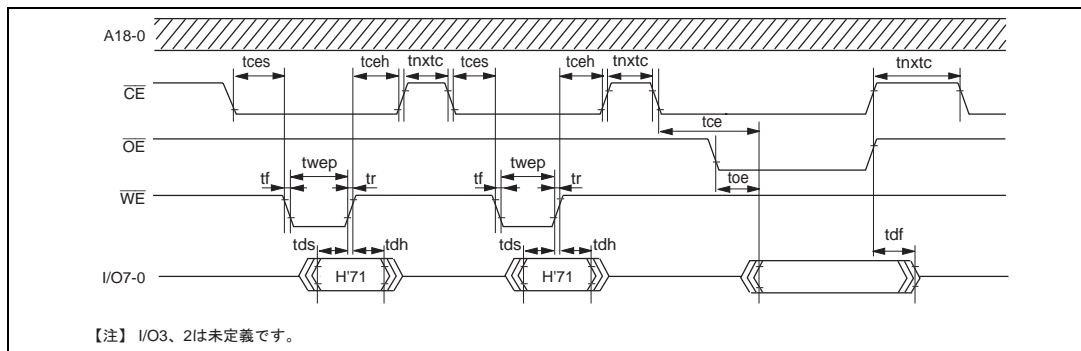 A18-0
tces tceh tnxtc tces tceh tnxtc tnxtc
CE
tce
OE
twep twep toe
tf tr tf tr
WE
tds tdh tds tdh tdf
I/O7-0 H'71 H'71
【注】 I/O3、2は未定義です。